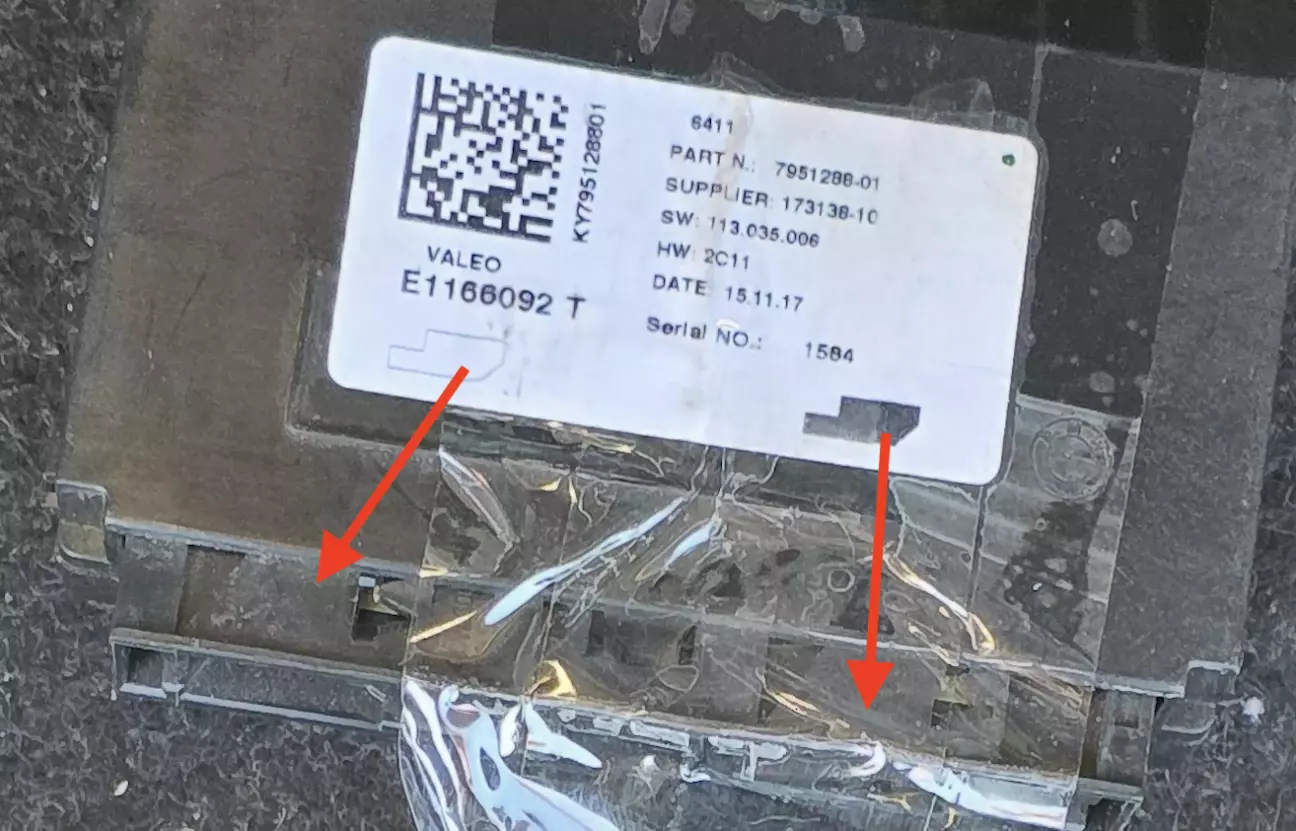 KY795128801
VALEO
E1166092 T
6411
PART N.: 7951288-01
SUPPLIER: 173138-10
SW: 113.035.006
HW: 2C11
DATE: 15.11.17
Serial NO.: 1584